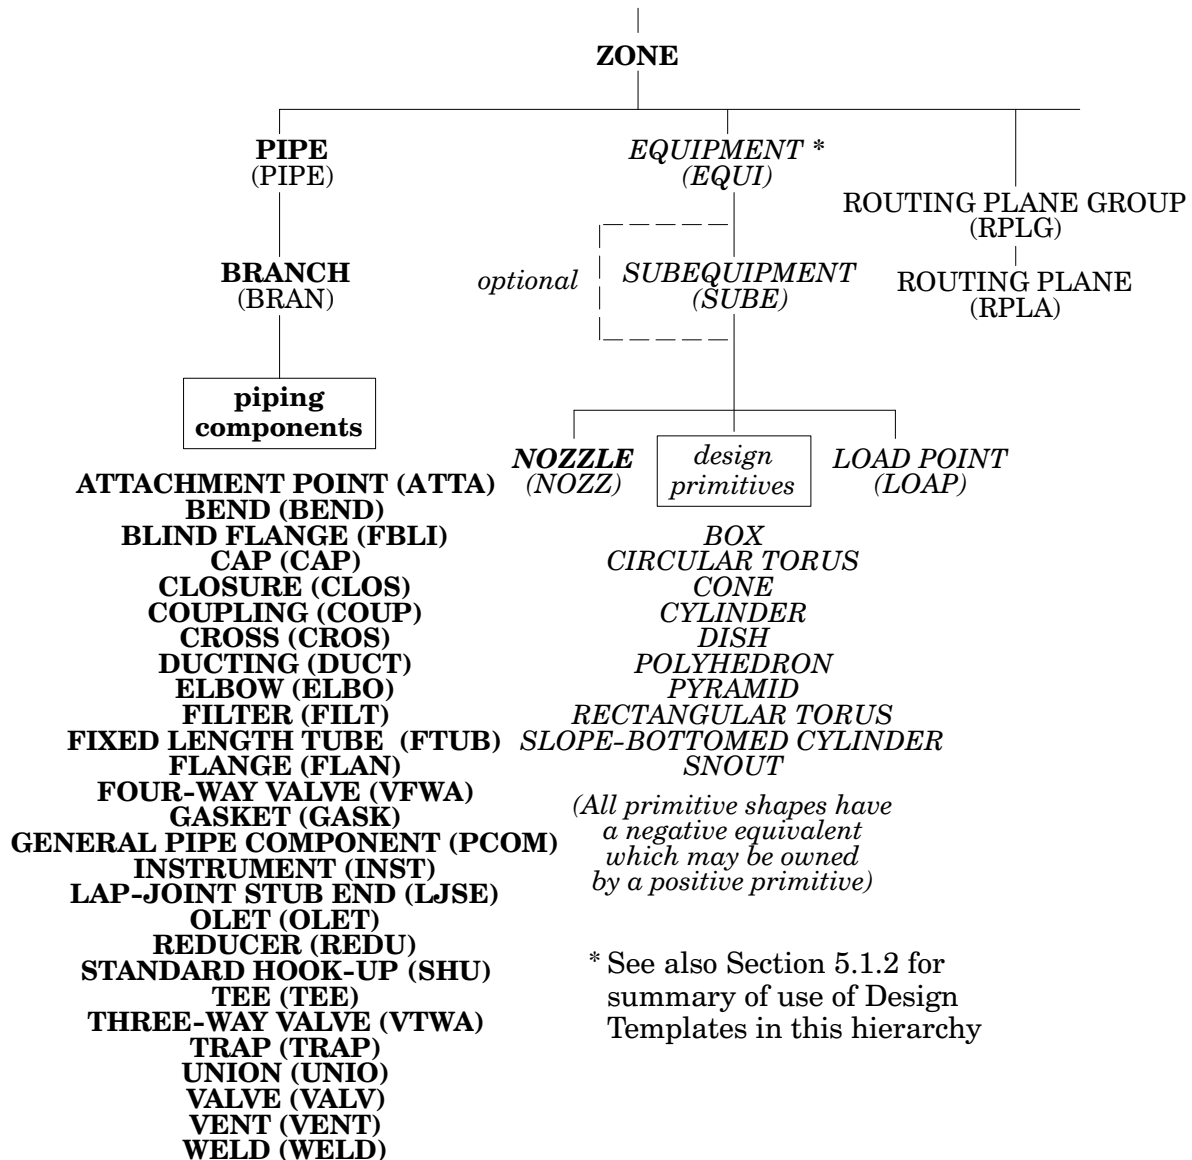 ZONE
PIPE
(PIPE)
EQUIPMENT *
(EQUI)
ROUTING PLANE GROUP
(RPLG)
BRANCH
(BRAN)
optional
SUBEQUIPMENT
(SUBE)
ROUTING PLANE
(RPLA)
piping
components
NOZZLE
(NOZZ)
design
primitives
LOAD POINT
(LOAP)
ATTACHMENT POINT (ATTA)
BEND (BEND)
BLIND FLANGE (FBLI)
CAP (CAP)
CLOSURE (CLOS)
COUPLING (COUP)
CROSS (CROS)
DUCTING (DUCT)
ELBOW (ELBO)
FILTER (FILT)
FIXED LENGTH TUBE (FTUB)
FLANGE (FLAN)
FOUR-WAY VALVE (VFWA)
GASKET (GASK)
GENERAL PIPE COMPONENT (PCOM)
INSTRUMENT (INST)
LAP-JOINT STUB END (LJSE)
OLET (OLET)
REDUCER (REDU)
STANDARD HOOK-UP (SHU)
TEE (TEE)
THREE-WAY VALVE (VTWA)
TRAP (TRAP)
UNION (UNIO)
VALVE (VALV)
VENT (VENT)
WELD (WELD)
BOX
CIRCULAR TORUS
CONE
CYLINDER
DISH
POLYHEDRON
PYRAMID
RECTANGULAR TORUS
SLOPE-BOTTOMED CYLINDER
SNOUT
(All primitive shapes have
a negative equivalent
which may be owned
by a positive primitive)
* See also Section 5.1.2 for
summary of use of Design
Templates in this hierarchy